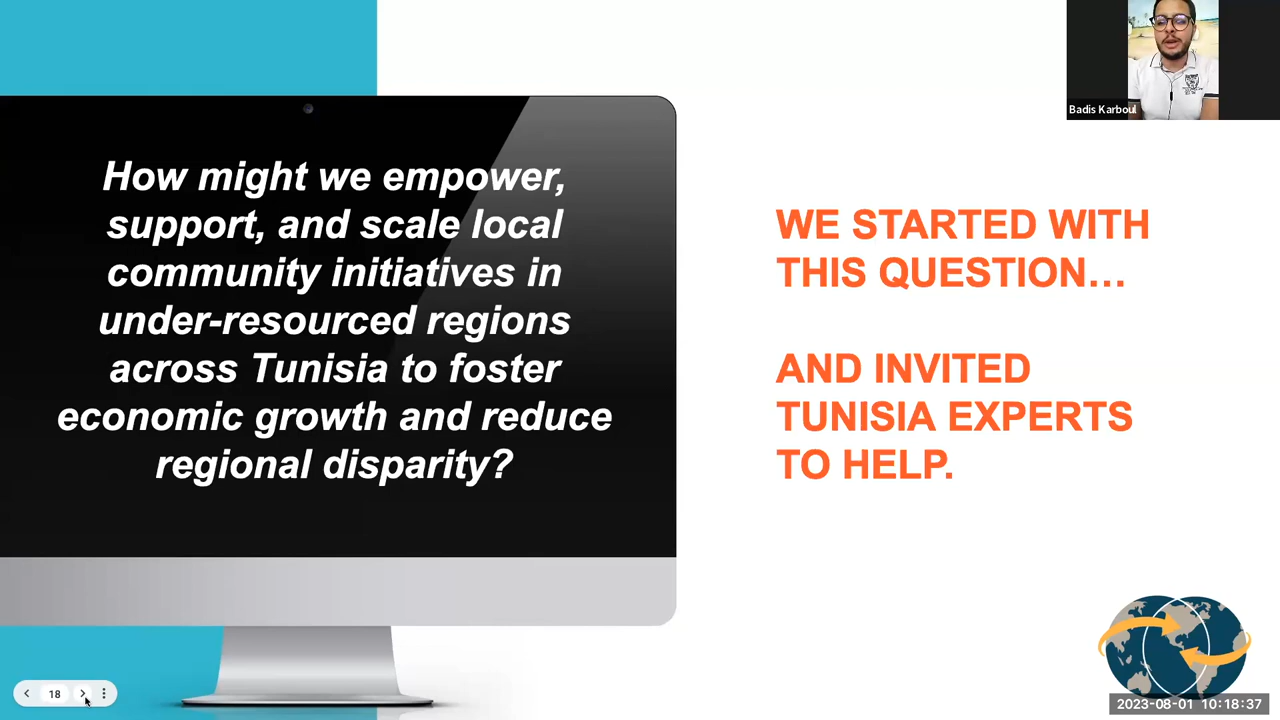 How might we empower,
support, and scale local
community initiatives in
under-resourced regions
across Tunisia to foster
economic growth and reduce
regional disparity?
WE STARTED WITH
THIS QUESTION...
AND INVITED
TUNISIA EXPERTS
TO HELP.
Badis Karboul
18
2023-08-01 10:18:37